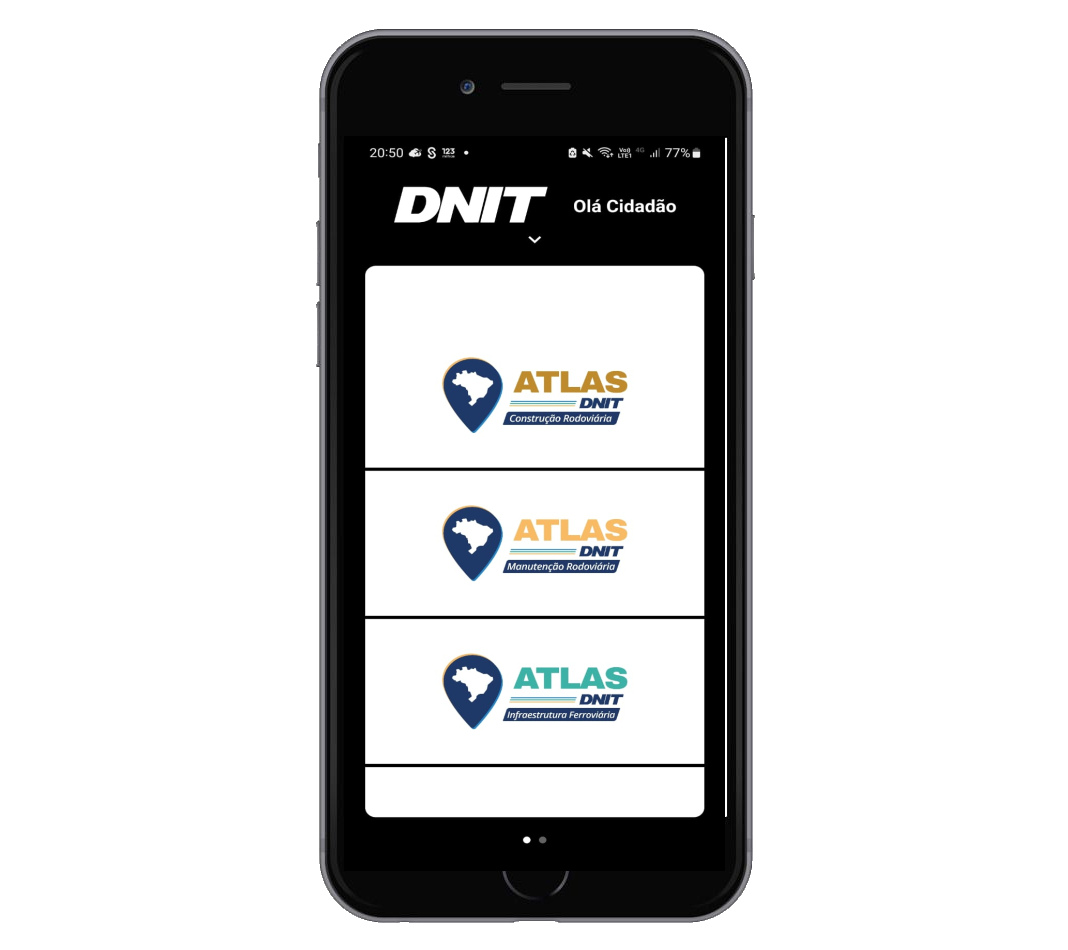 20:50 123 Voj) LTE1 4G 77%
DNIT
Olá Cidadão
ATLAS
DNIT
Construção Rodoviária
ATLAS
DNIT
Manutenção Rodoviária
ATLAS
DNIT
Infraestrutura Ferroviária